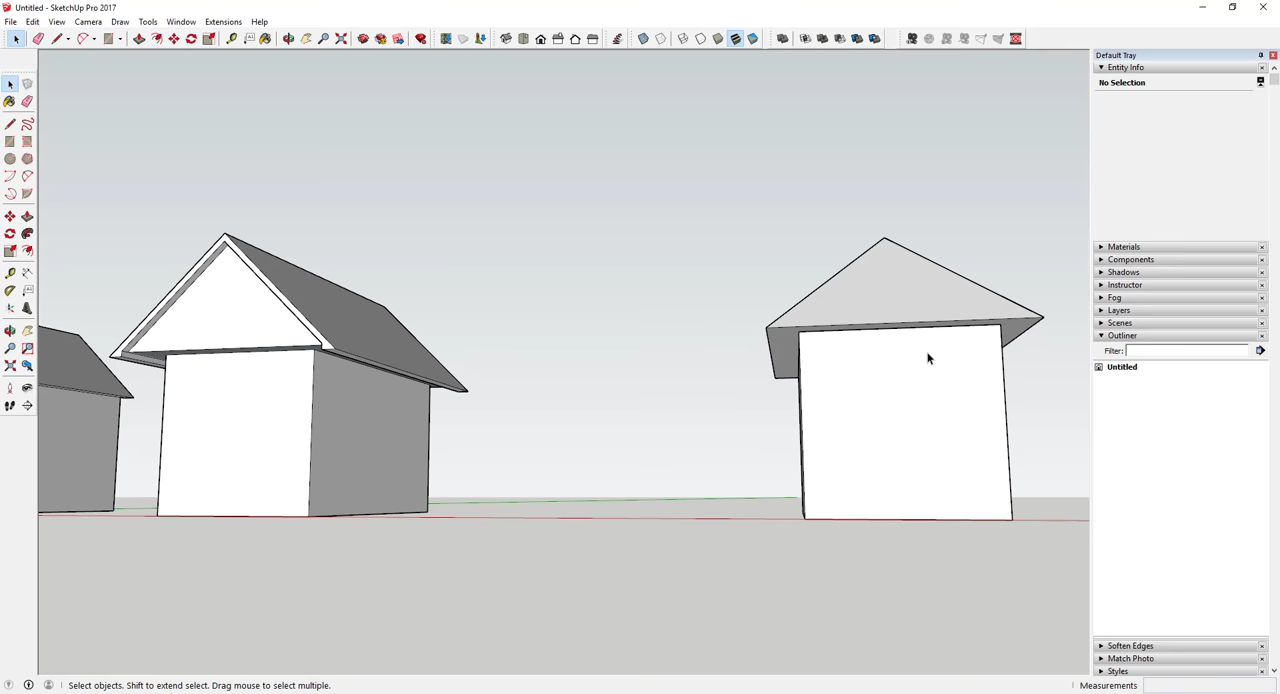 Untitled - SketchUp Pro 2017
File Edit View Camera Draw Tools Window Extensions Help
Default Tray
Entity Info
No Selection
Materials
Components
Shadows
Instructor
Fog
Layers
Scenes
Outliner
Filter:
Untitled
Soften Edges
Match Photo
Styles
Select objects. Shift to extend select. Drag mouse to select multiple.
Measurements